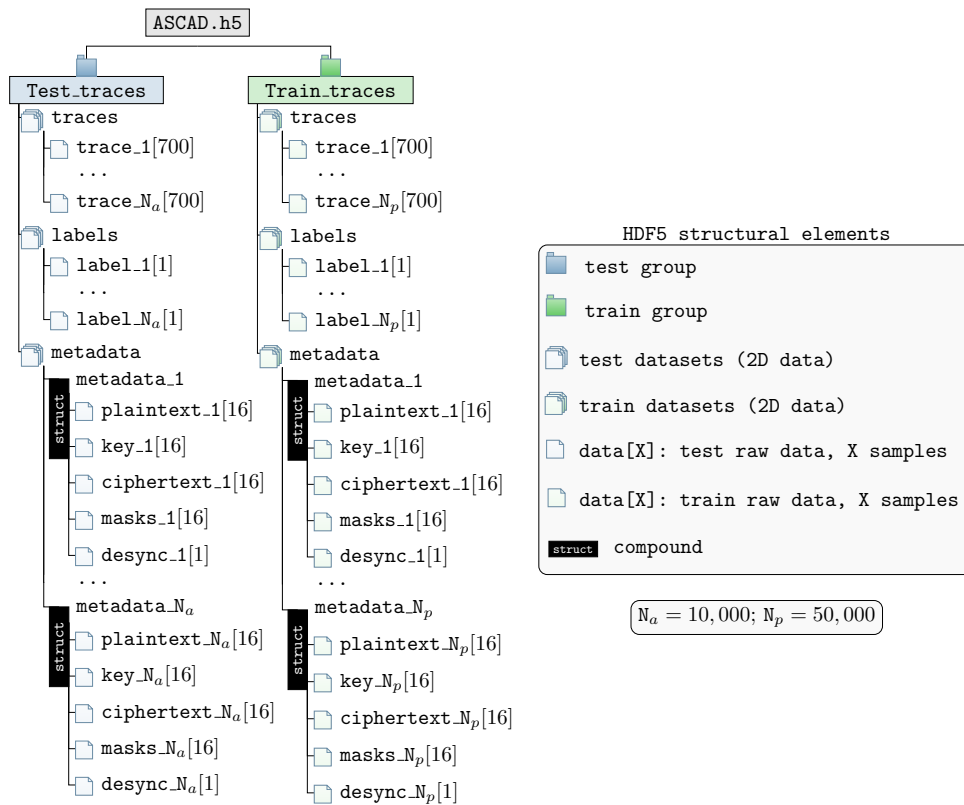 ASCAD.h5
Test_traces
traces
trace_1[700]
...
trace_N_a[700]
labels
label_1[1]
...
label_N_a[1]
metadata
metadata_1
struct
plaintext_1[16]
key_1[16]
ciphertext_1[16]
masks_1[16]
desync_1[1]
...
metadata_N_a
struct
plaintext_N_a[16]
key_N_a[16]
ciphertext_N_a[16]
masks_N_a[16]
desync_N_a[1]
Train_traces
traces
trace_1[700]
...
trace_N_p[700]
labels
label_1[1]
...
label_N_p[1]
metadata
metadata_1
struct
plaintext_1[16]
key_1[16]
ciphertext_1[16]
masks_1[16]
desync_1[1]
...
metadata_N_p
struct
plaintext_N_p[16]
key_N_p[16]
ciphertext_N_p[16]
masks_N_p[16]
desync_N_p[1]
HDF5 structural elements
test group
train group
test datasets (2D data)
train datasets (2D data)
data[X]: test raw data, X samples
data[X]: train raw data, X samples
struct compound
N_a = 10,000; N_p = 50,000